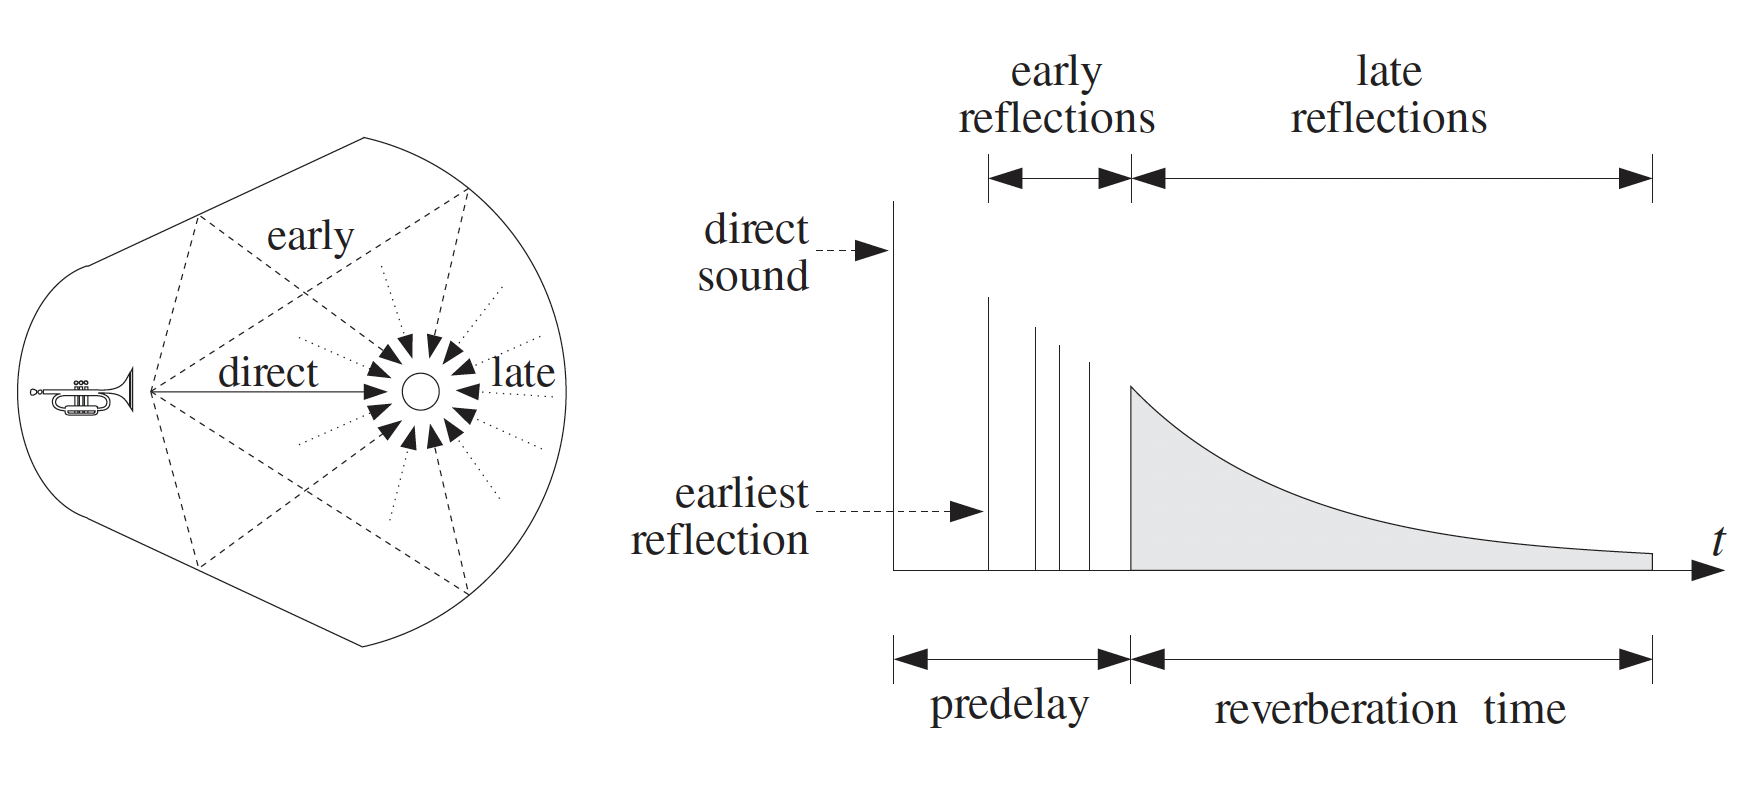 early
direct
late
early
reflections
late
reflections
direct
sound
earliest
reflection
t
predelay
reverberation time